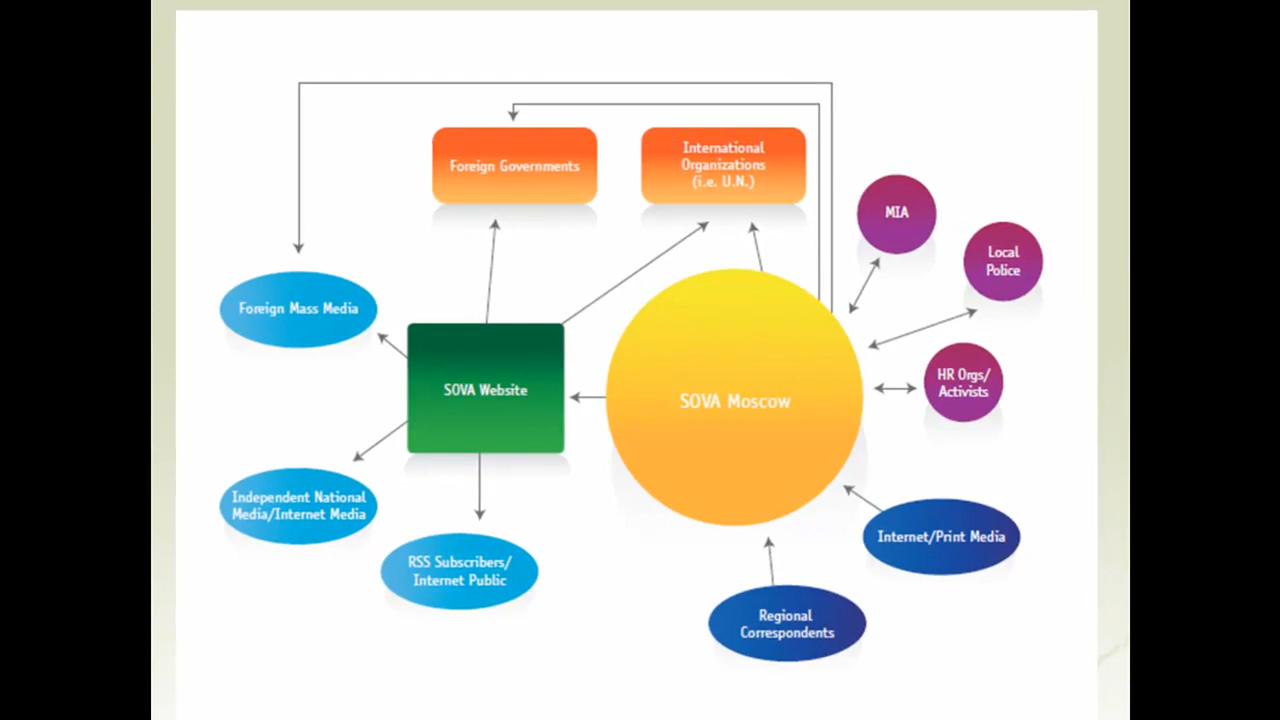 Foreign Governments
International
Organizations
(i.e. U.N.)
MIA
Local
Police
Foreign Mass Media
SOVA Website
SOVA Moscow
HR Orgs/
Activists
Independent National
Media/Internet Media
RSS Subscribers/
Internet Public
Internet/Print Media
Regional
Correspondents